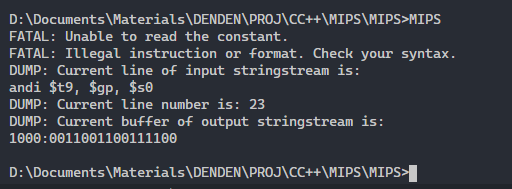 D:\Documents\Materials\DENDEN\PROJ\CC++\MIPS\MIPS>MIPS
FATAL: Unable to read the constant.
FATAL: Illegal instruction or format. Check your syntax.
DUMP: Current line of input stringstream is:
andi $t9, $gp, $s0
DUMP: Current line number is: 23
DUMP: Current buffer of output stringstream is:
1000:0011001100111100
D:\Documents\Materials\DENDEN\PROJ\CC++\MIPS\MIPS>